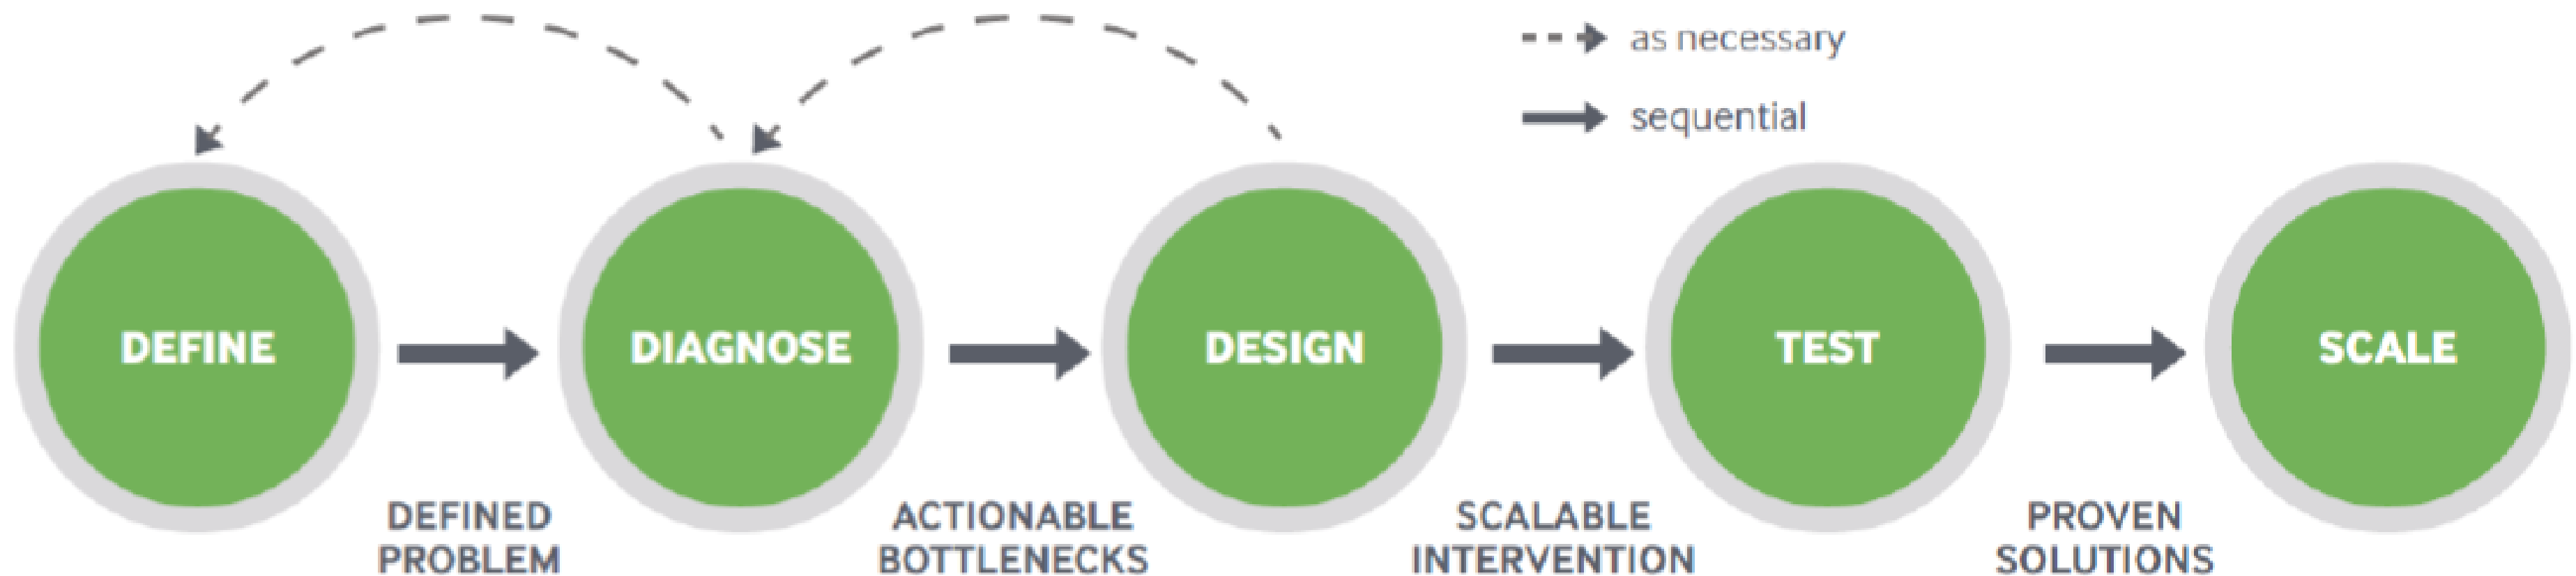 as necessary
sequential
DEFINE
DIAGNOSE
DESIGN
TEST
SCALE
DEFINED
PROBLEM
ACTIONABLE
BOTTLENECKS
SCALABLE
INTERVENTION
PROVEN
SOLUTIONS